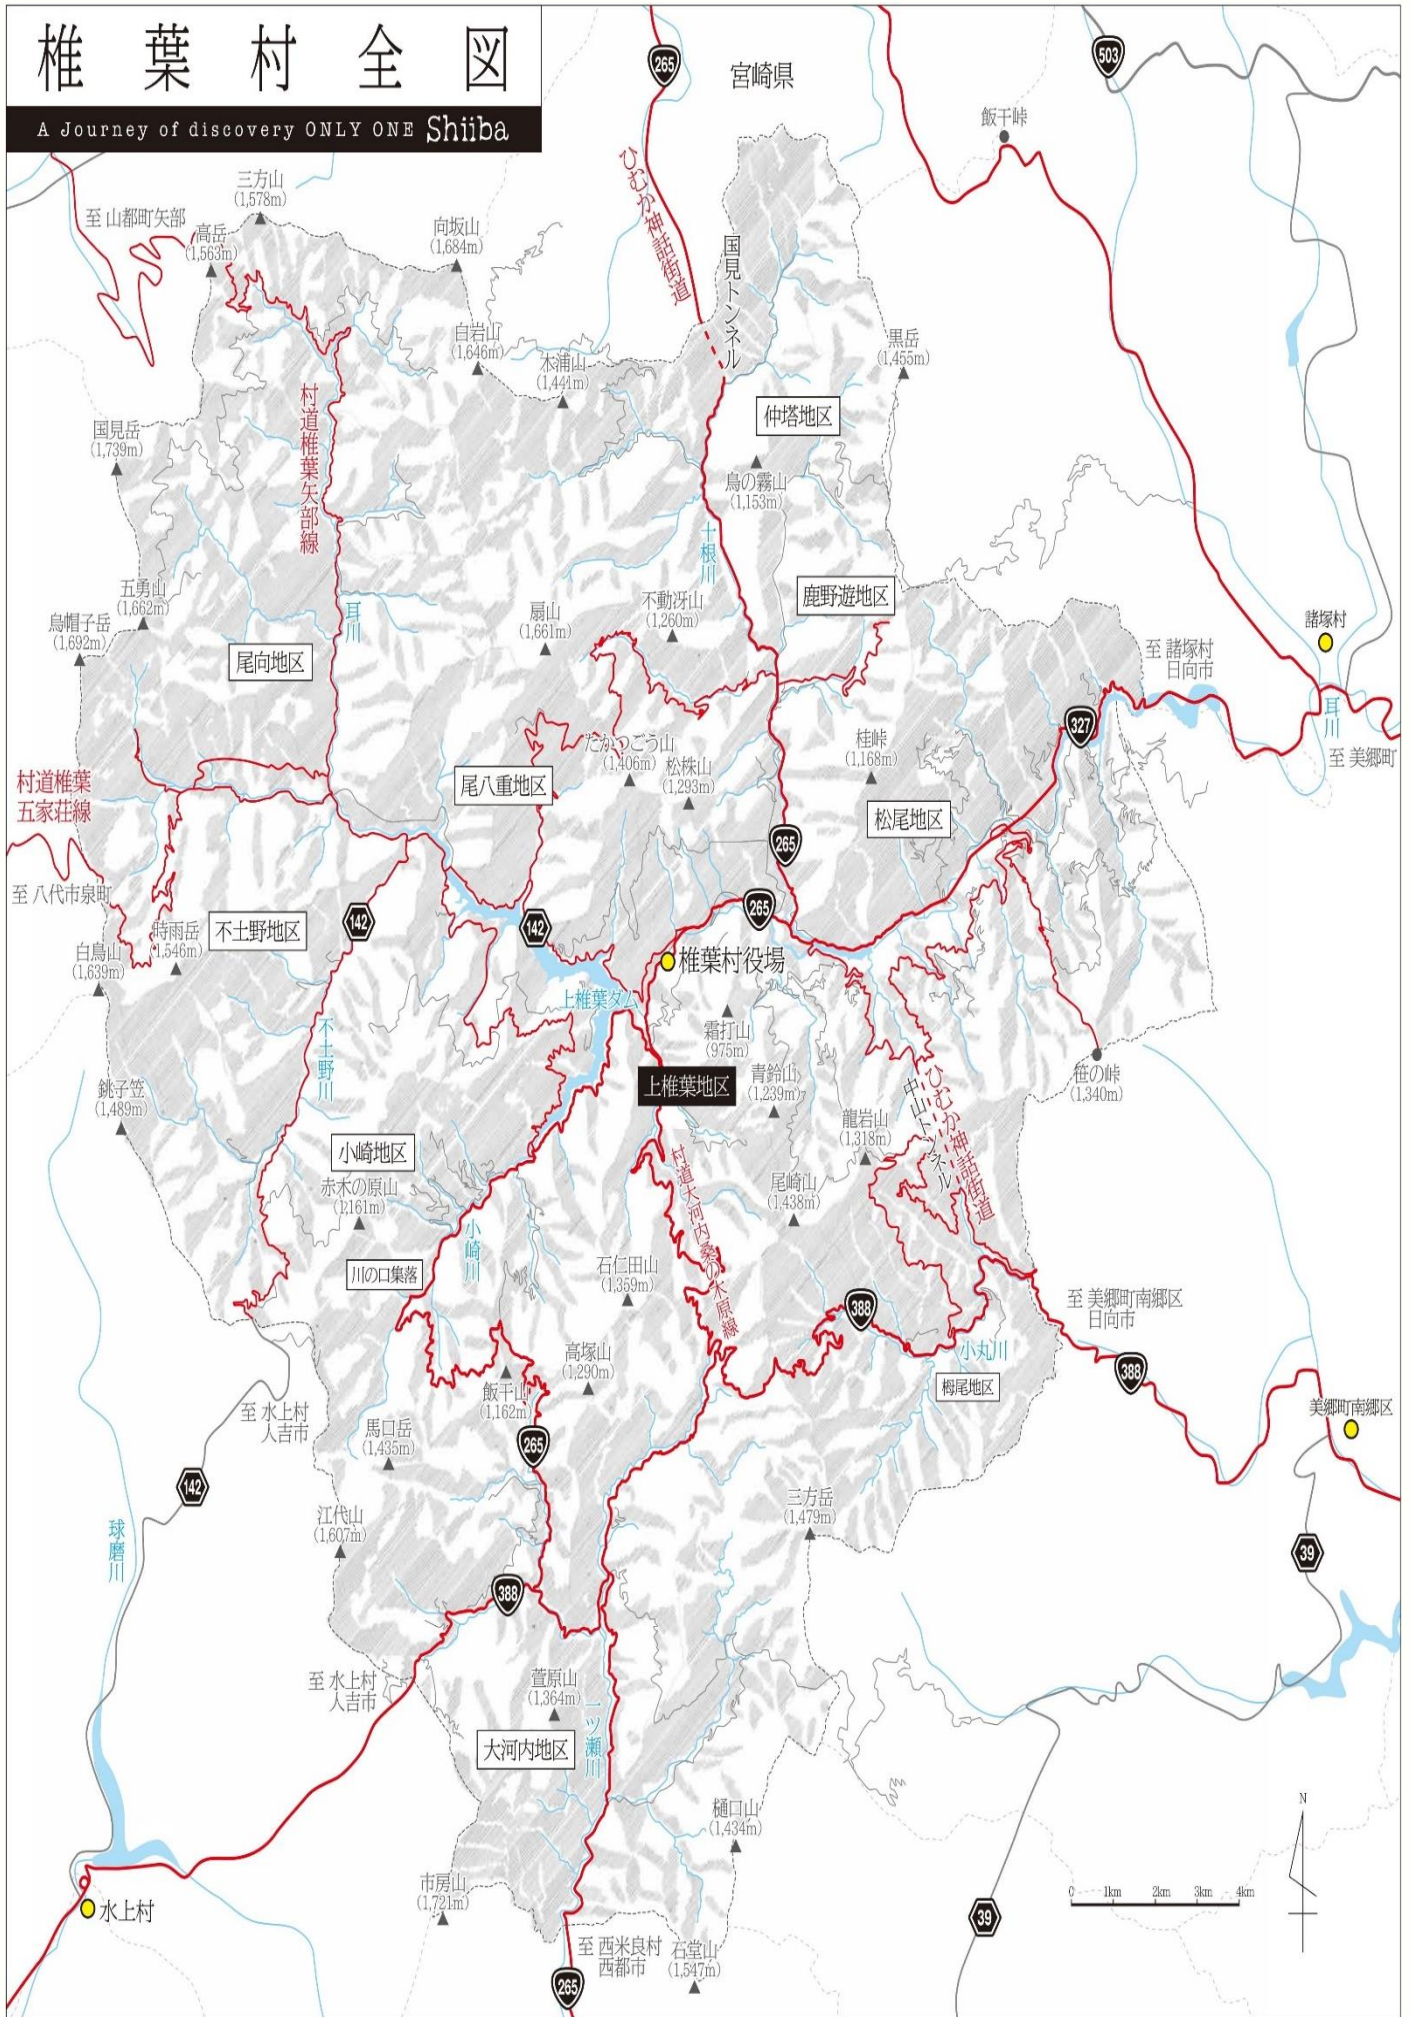 椎葉村全図
A Journey of discovery ONLY ONE Shiiba
265
宮崎県
503
飯干峠
三方山
(1,578m)
至 山都町矢部
高岳
(1,563m)
向坂山
(1,684m)
ひむか神話街道
国見トンネル
白岩山
(1,646m)
木浦山
(1,441m)
黒岳
(1,455m)
村道椎葉矢部線
仲塔地区
国見岳
(1,739m)
鳥の霧山
(1,153m)
十根川
五勇山
(1,662m)
烏帽子岳
(1,692m)
耳川
扇山
(1,661m)
不動冴山
(1,260m)
鹿野遊地区
諸塚村
至 諸塚村
日向市
尾向地区
耳川
327
至 美郷町
村道椎葉
五家荘線
尾八重地区
たかつごう山
(1,406m)
松株山
(1,293m)
桂峠
(1,168m)
松尾地区
265
至 八代市泉町
時雨岳
(1,546m)
不土野地区
142
142
265
白鳥山
(1,639m)
椎葉村役場
上椎葉ダム
霜打山
(975m)
不土野川
上椎葉地区
青鈴山
(1,239m)
笹の峠
(1,340m)
中山トンネル
ひむか神話街道
銚子笠
(1,489m)
龍岩山
(1,318m)
小崎地区
村道大河内桑の木原線
赤木の原山
(1,161m)
尾崎山
(1,438m)
小崎川
川の口集落
石仁田山
(1,359m)
388
至 美郷町南郷区
日向市
小丸川
高塚山
(1,290m)
388
飯干山
(1,162m)
栂尾地区
至 水上村
人吉市
美郷町南郷区
馬口岳
(1,435m)
265
142
三方岳
(1,479m)
江代山
(1,607m)
球磨川
39
388
至 水上村
人吉市
萱原山
(1,364m)
一ツ瀬川
大河内地区
樋口山
(1,434m)
N
0 1km 2km 3km 4km
市房山
(1,721m)
水上村
39
至 西米良村
西都市
石堂山
(1,547m)
265